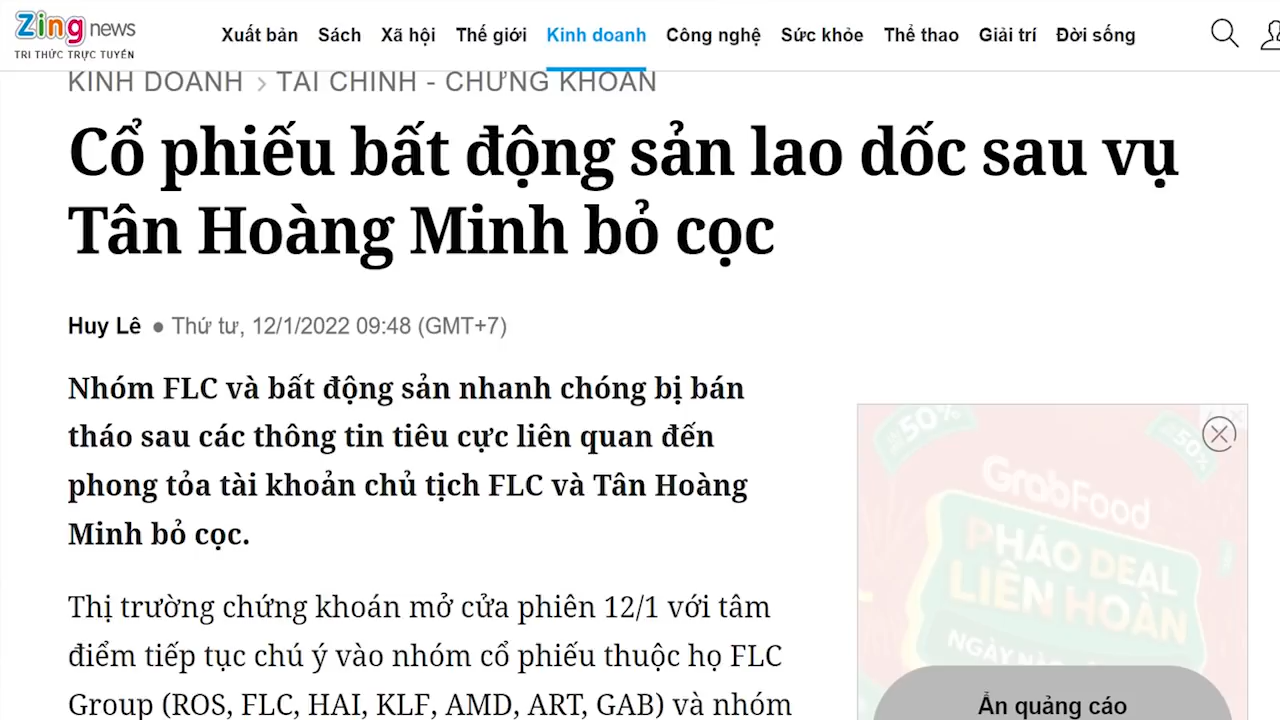 Zing news
TRI THỨC TRỰC TUYẾN
Xuất bản Sách Xã hội Thế giới Kinh doanh Công nghệ Sức khỏe Thể thao Giải trí Đời sống
KINH DOANH > TÀI CHÍNH - CHỨNG KHOÁN
Cổ phiếu bất động sản lao dốc sau vụ
Tân Hoàng Minh bỏ cọc
Huy Lê ● Thứ tư, 12/1/2022 09:48 (GMT+7)
Nhóm FLC và bất động sản nhanh chóng bị bán
tháo sau các thông tin tiêu cực liên quan đến
phong tỏa tài khoản chủ tịch FLC và Tân Hoàng
Minh bỏ cọc.
Thị trường chứng khoán mở cửa phiên 12/1 với tâm
điểm tiếp tục chú ý vào nhóm cổ phiếu thuộc họ FLC
Group (ROS, FLC, HAI, KLF, AMD, ART, GAB) và nhóm
50%
50%
GrabFood
PHÁO DEAL
LIÊN HOÀN
NGÀY
Ẩn quảng cáo